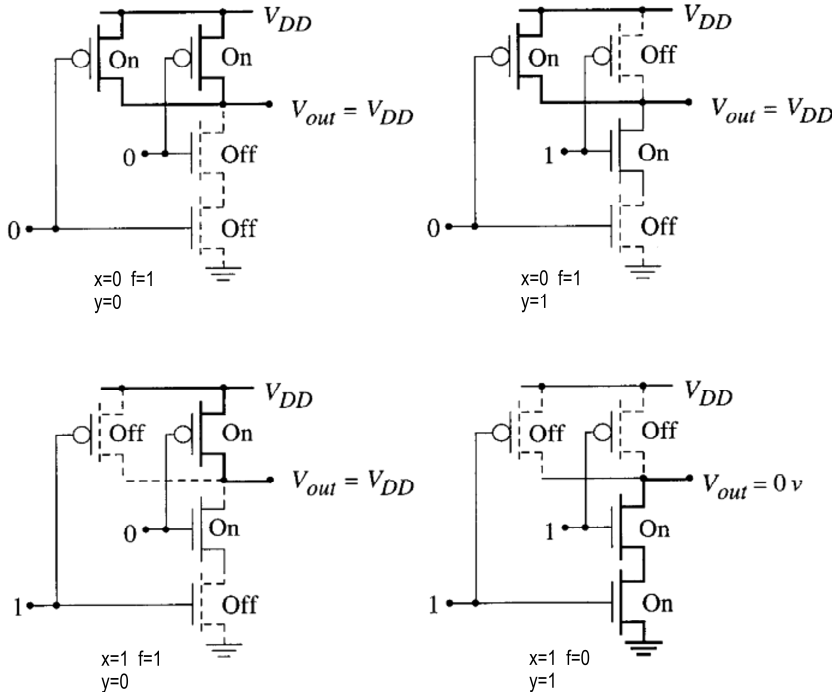 V_DD
On
On
V_out = V_DD
0
Off
0
Off
x=0 f=1
y=0
V_DD
On
Off
V_out = V_DD
1
On
0
Off
x=0 f=1
y=1
V_DD
Off
On
V_out = V_DD
0
On
1
Off
x=1 f=1
y=0
V_DD
Off
Off
V_out = 0 v
1
On
1
On
x=1 f=0
y=1